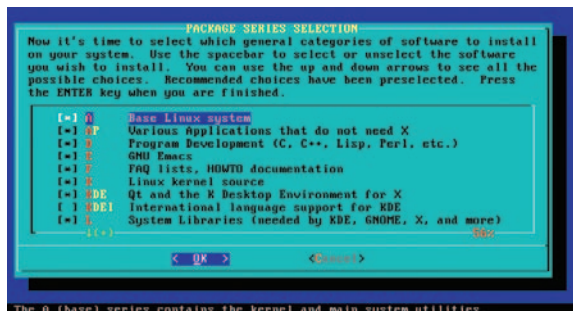 PACKAGE SERIES SELECTION
Now it's time to select which general categories of software to install
on your system. Use the spacebar to select or unselect the software
you wish to install. You can use the up and down arrows to see all the
possible choices. Recommended choices have been preselected. Press
the ENTER key when you are finished.
[*] A Base Linux system
[*] AP Various Applications that do not need X
[*] D Program Development (C, C++, Lisp, Perl, etc.)
[*] E GNU Emacs
[*] F FAQ lists, HOWTO documentation
[*] K Linux kernel source
[*] KDE Qt and the K Desktop Environment for X
[ ] KDEI International language support for KDE
[*] L System Libraries (needed by KDE, GNOME, X, and more)
↓(+)
< OK > <Cancel>
The A (base) series contains the kernel and main system utilities.